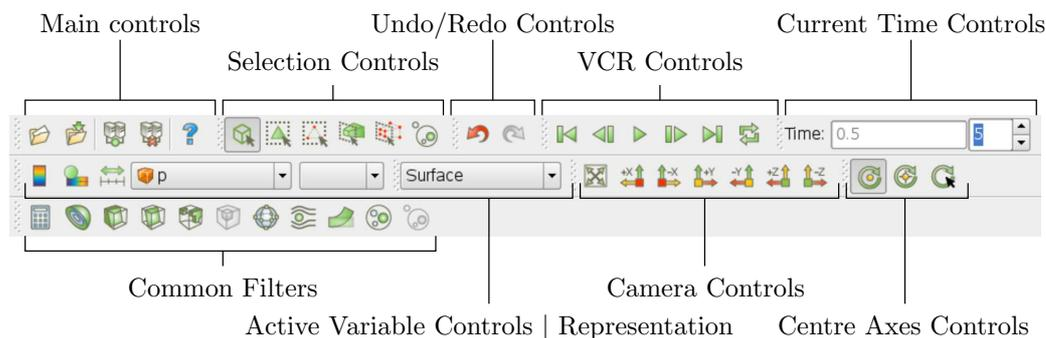 Main controls
Undo/Redo Controls
Current Time Controls
Selection Controls
VCR Controls
Time: 0.5 5
p
Surface
+X -X +Y -Y +Z -Z
Common Filters
Camera Controls
Active Variable Controls | Representation
Centre Axes Controls